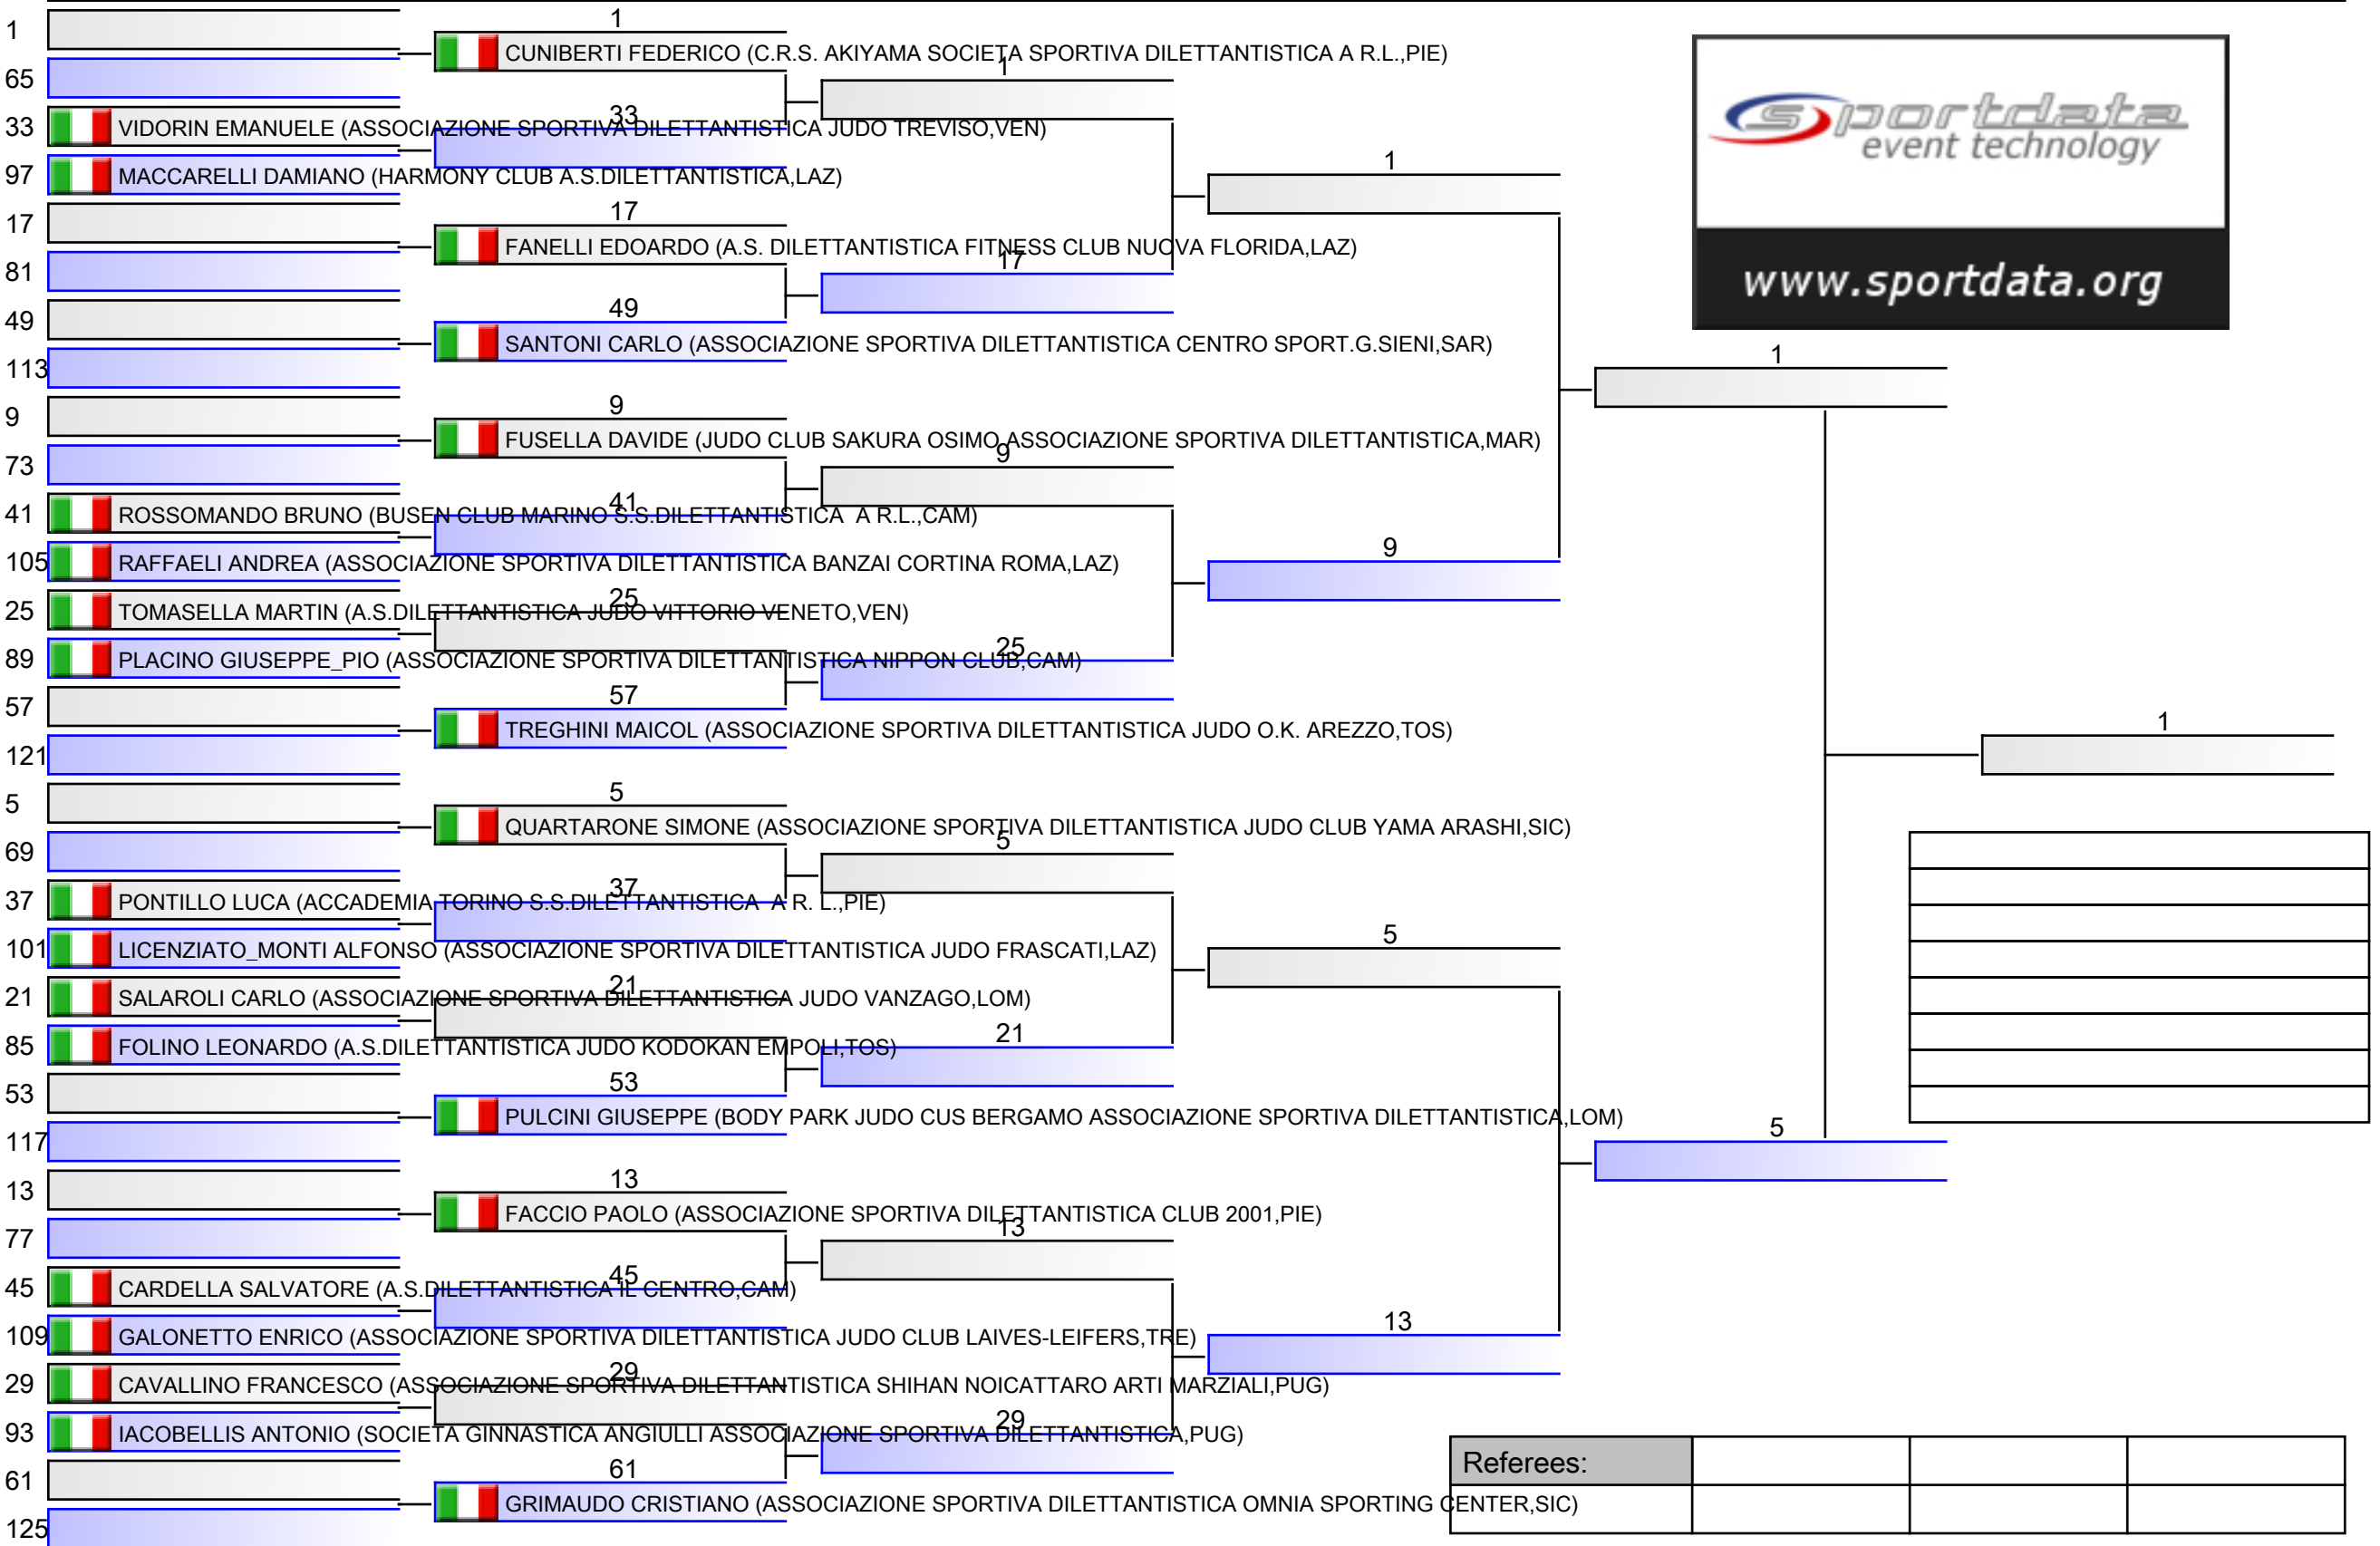 1
1
CUNIBERTI FEDERICO (C.R.S. AKIYAMA SOCIETA SPORTIVA DILETTANTISTICA A R.L.,PIE)
65
1
33
33
VIDORIN EMANUELE (ASSOCIAZIONE SPORTIVA DILETTANTISTICA JUDO TREVISO,VEN)
97
MACCARELLI DAMIANO (HARMONY CLUB A.S.DILETTANTISTICA,LAZ)
1
17
17
FANELLI EDOARDO (A.S. DILETTANTISTICA FITNESS CLUB NUOVA FLORIDA,LAZ)
81
17
49
49
SANTONI CARLO (ASSOCIAZIONE SPORTIVA DILETTANTISTICA CENTRO SPORT.G.SIENI,SAR)
113
1
9
9
FUSELLA DAVIDE (JUDO CLUB SAKURA OSIMO ASSOCIAZIONE SPORTIVA DILETTANTISTICA,MAR)
73
9
41
41
ROSSOMANDO BRUNO (BUSEN CLUB MARINO S.S.DILETTANTISTICA  A R.L.,CAM)
105
RAFFAELI ANDREA (ASSOCIAZIONE SPORTIVA DILETTANTISTICA BANZAI CORTINA ROMA,LAZ)
9
25
25
TOMASELLA MARTIN (A.S.DILETTANTISTICA JUDO VITTORIO VENETO,VEN)
89
PLACINO GIUSEPPE_PIO (ASSOCIAZIONE SPORTIVA DILETTANTISTICA NIPPON CLUB,CAM)
25
57
57
TREGHINI MAICOL (ASSOCIAZIONE SPORTIVA DILETTANTISTICA JUDO O.K. AREZZO,TOS)
121
1
5
5
QUARTARONE SIMONE (ASSOCIAZIONE SPORTIVA DILETTANTISTICA JUDO CLUB YAMA ARASHI,SIC)
69
5
37
37
PONTILLO LUCA (ACCADEMIA TORINO S.S.DILETTANTISTICA  A R. L.,PIE)
101
LICENZIATO_MONTI ALFONSO (ASSOCIAZIONE SPORTIVA DILETTANTISTICA JUDO FRASCATI,LAZ)
5
21
21
SALAROLI CARLO (ASSOCIAZIONE SPORTIVA DILETTANTISTICA JUDO VANZAGO,LOM)
85
FOLINO LEONARDO (A.S.DILETTANTISTICA JUDO KODOKAN EMPOLI,TOS)
21
53
53
PULCINI GIUSEPPE (BODY PARK JUDO CUS BERGAMO ASSOCIAZIONE SPORTIVA DILETTANTISTICA,LOM)
117
5
13
13
FACCIO PAOLO (ASSOCIAZIONE SPORTIVA DILETTANTISTICA CLUB 2001,PIE)
77
13
45
45
CARDELLA SALVATORE (A.S.DILETTANTISTICA IL CENTRO,CAM)
109
GALONETTO ENRICO (ASSOCIAZIONE SPORTIVA DILETTANTISTICA JUDO CLUB LAIVES-LEIFERS,TRE)
13
29
29
CAVALLINO FRANCESCO (ASSOCIAZIONE SPORTIVA DILETTANTISTICA SHIHAN NOICATTARO ARTI MARZIALI,PUG)
93
IACOBELLIS ANTONIO (SOCIETA GINNASTICA ANGIULLI ASSOCIAZIONE SPORTIVA DILETTANTISTICA,PUG)
29
61
61
GRIMAUDO CRISTIANO (ASSOCIAZIONE SPORTIVA DILETTANTISTICA OMNIA SPORTING CENTER,SIC)
125
sportdata
event technology
www.sportdata.org
Referees: